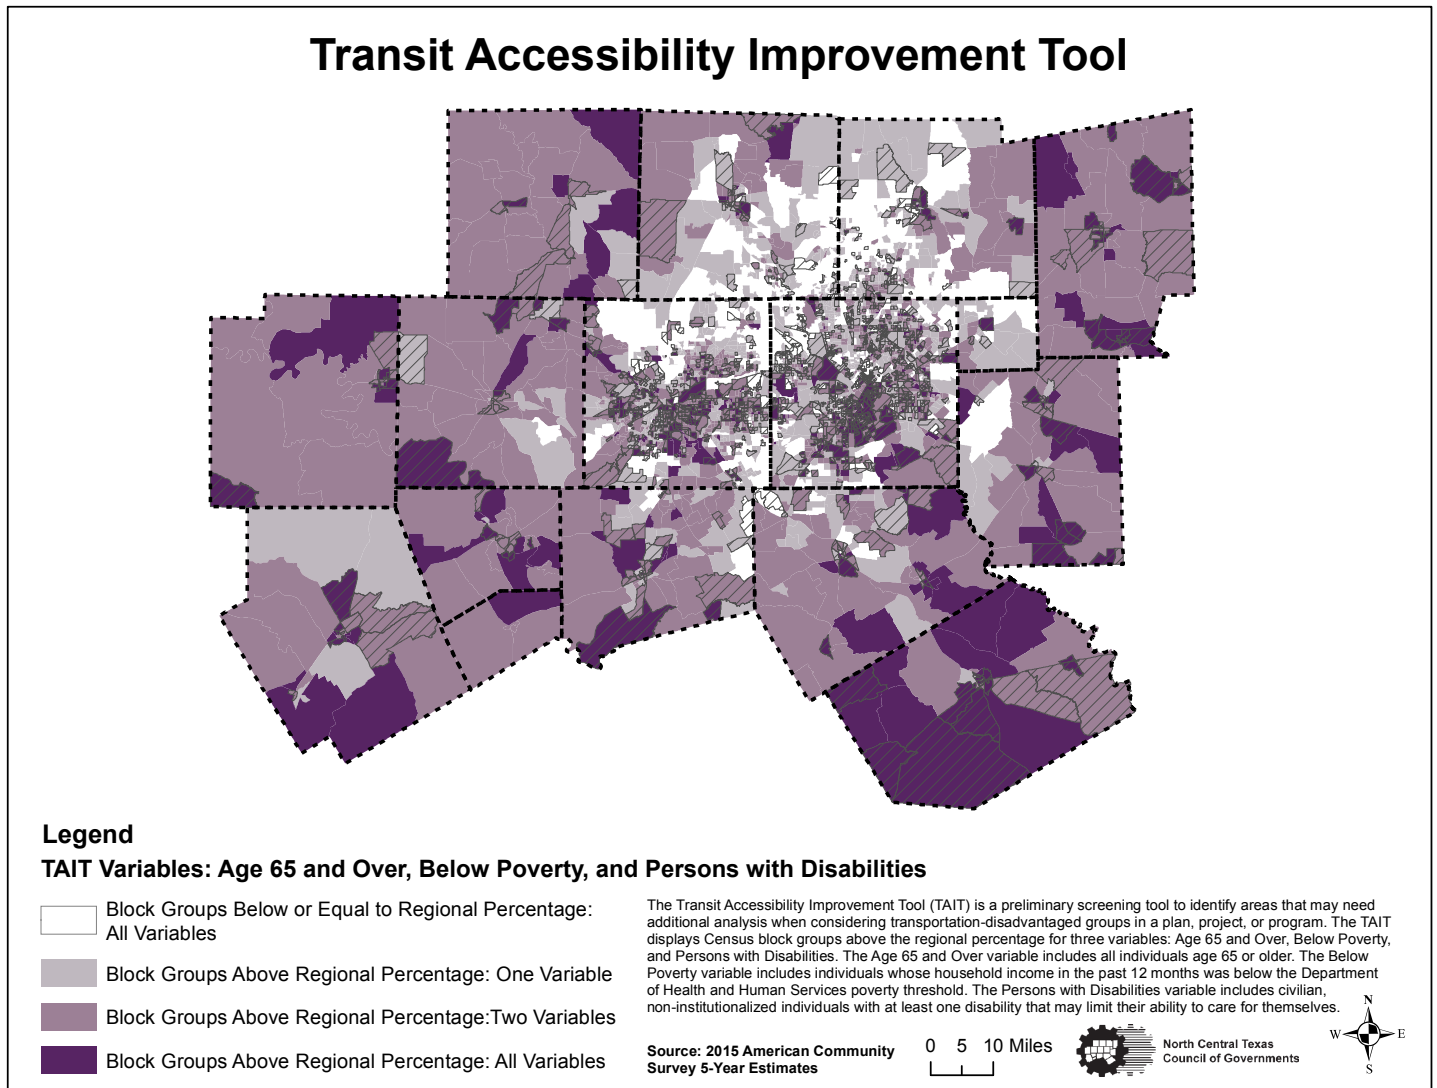 Transit Accessibility Improvement Tool
Legend
TAIT Variables: Age 65 and Over, Below Poverty, and Persons with Disabilities
Block Groups Below or Equal to Regional Percentage:
All Variables
Block Groups Above Regional Percentage: One Variable
Block Groups Above Regional Percentage:Two Variables
Block Groups Above Regional Percentage: All Variables
The Transit Accessibility Improvement Tool (TAIT) is a preliminary screening tool to identify areas that may need
additional analysis when considering transportation-disadvantaged groups in a plan, project, or program. The TAIT
displays Census block groups above the regional percentage for three variables: Age 65 and Over, Below Poverty,
and Persons with Disabilities. The Age 65 and Over variable includes all individuals age 65 or older. The Below
Poverty variable includes individuals whose household income in the past 12 months was below the Department
of Health and Human Services poverty threshold. The Persons with Disabilities variable includes civilian,
non-institutionalized individuals with at least one disability that may limit their ability to care for themselves.
Source: 2015 American Community
Survey 5-Year Estimates
0 5 10 Miles
North Central Texas
Council of Governments
N
W E
S